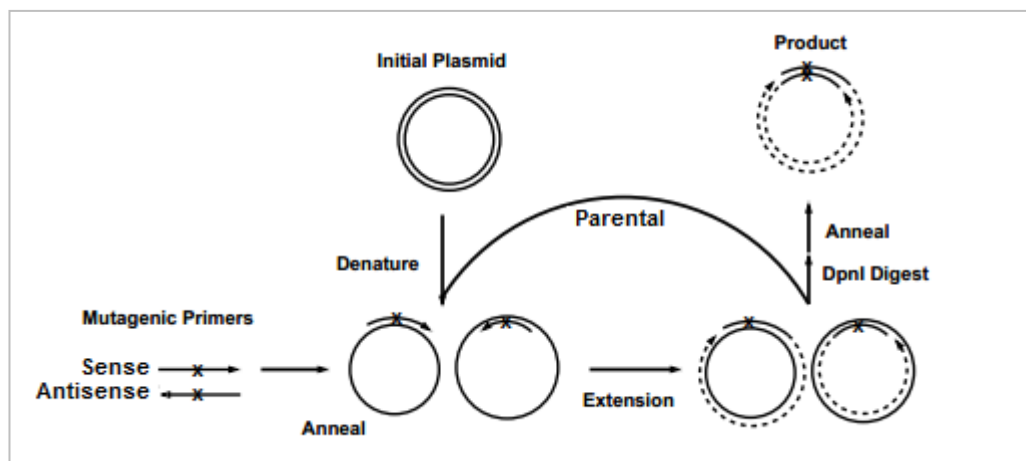 Product
Initial Plasmid
X
X
Parental
Anneal
Denature
DpnI Digest
Mutagenic Primers
X
X
X
X
Sense
X
Antisense
X
Extension
Anneal